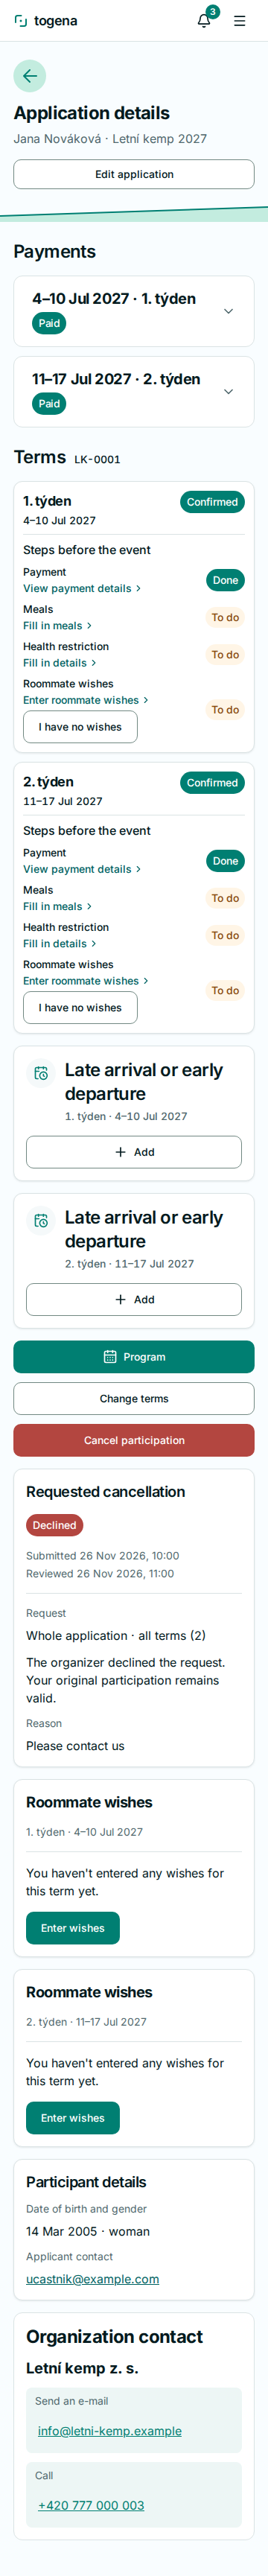 togena
3
Application details
Jana Nováková · Letní kemp 2027
Edit application
Payments
4–10 Jul 2027 · 1. týden
Paid
11–17 Jul 2027 · 2. týden
Paid
Terms LK-0001
1. týden
Confirmed
4–10 Jul 2027
Steps before the event
Payment
View payment details
Done
Meals
Fill in meals
To do
Health restriction
Fill in details
To do
Roommate wishes
Enter roommate wishes
To do
I have no wishes
2. týden
Confirmed
11–17 Jul 2027
Steps before the event
Payment
View payment details
Done
Meals
Fill in meals
To do
Health restriction
Fill in details
To do
Roommate wishes
Enter roommate wishes
To do
I have no wishes
Late arrival or early
departure
1. týden · 4–10 Jul 2027
Add
Late arrival or early
departure
2. týden · 11–17 Jul 2027
Add
Program
Change terms
Cancel participation
Requested cancellation
Declined
Submitted 26 Nov 2026, 10:00
Reviewed 26 Nov 2026, 11:00
Request
Whole application · all terms (2)
The organizer declined the request.
Your original participation remains
valid.
Reason
Please contact us
Roommate wishes
1. týden · 4–10 Jul 2027
You haven't entered any wishes for
this term yet.
Enter wishes
Roommate wishes
2. týden · 11–17 Jul 2027
You haven't entered any wishes for
this term yet.
Enter wishes
Participant details
Date of birth and gender
14 Mar 2005 · woman
Applicant contact
ucastnik@example.com
Organization contact
Letní kemp z. s.
Send an e-mail
info@letni-kemp.example
Call
+420 777 000 003